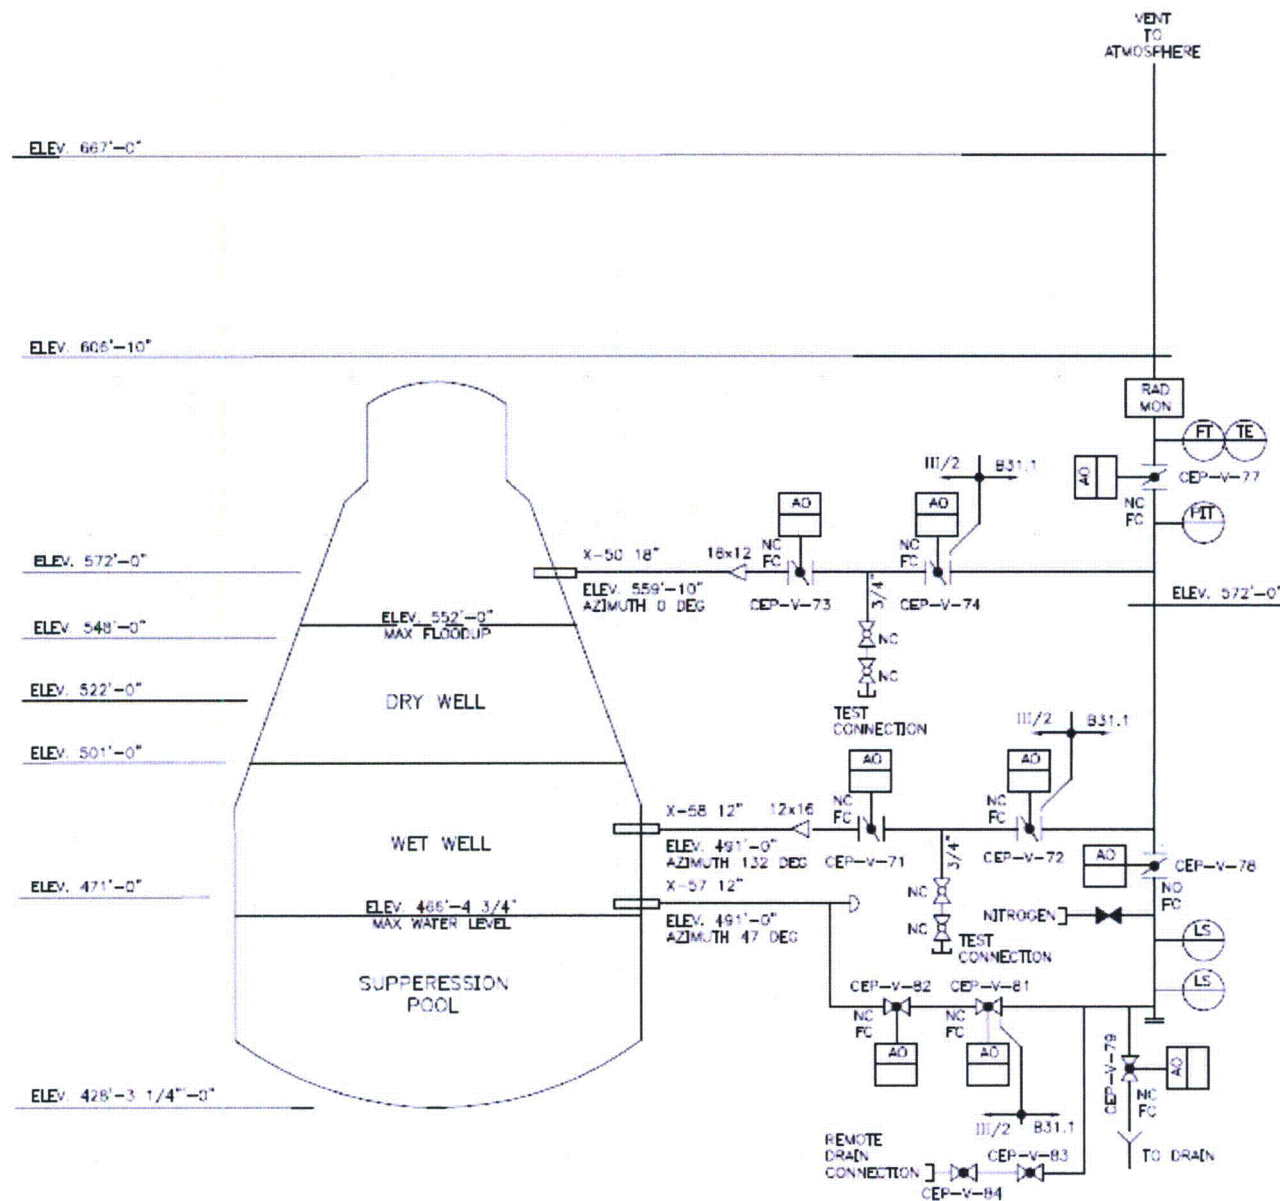 VENT
TO
ATMOSPHERE
ELEV. 667'-0"
ELEV. 606'-10"
RAD
MON
FT TE
AO
CEP-V-77
NC
FC
PIT
III/2 B31.1
AO
AO
ELEV. 572'-0"
X-50 18"
18x12
NC
FC
NC
FC
ELEV. 559'-10"
AZIMUTH 0 DEG
CEP-V-73
3/4"
CEP-V-74
ELEV. 572'-0"
ELEV. 552'-0"
MAX FLOODUP
ELEV. 548'-0"
NC
NC
TEST
CONNECTION
ELEV. 522'-0"
DRY WELL
III/2 B31.1
ELEV. 501'-0"
AO
AO
X-58 12"
12x16
NC
FC
NC
FC
WET WELL
ELEV. 491'-0"
AZIMUTH 132 DEG
CEP-V-71
3/4"
CEP-V-72
AO
CEP-V-78
NO
FC
ELEV. 471'-0"
X-57 12"
ELEV. 491'-0"
AZIMUTH 47 DEG
NC
NC
NITROGEN
ELEV. 466'-4 3/4"
MAX WATER LEVEL
LS
TEST
CONNECTION
SUPPERESSION
POOL
CEP-V-82
CEP-V-81
LS
NC
FC
NC
FC
AO
AO
CEP-V-79
AO
NC
FC
ELEV. 428'-3 1/4"'-0"
III/2 B31.1
REMOTE
DRAIN
CONNECTION
CEP-V-83
TO DRAIN
CEP-V-84